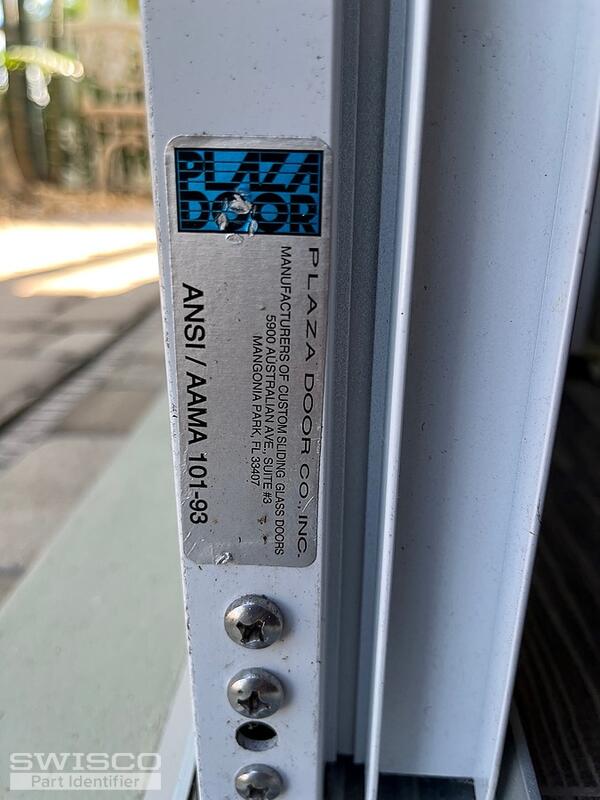 PLAZA
DOOR
PLAZA DOOR CO., INC.
MANUFACTURERS OF CUSTOM SLIDING GLASS DOORS
5900 AUSTRALIAN AVE., SUITE #3
MANGONIA PARK, FL 33407
ANSI / AAMA 101-93
SWISCO
Part Identifier